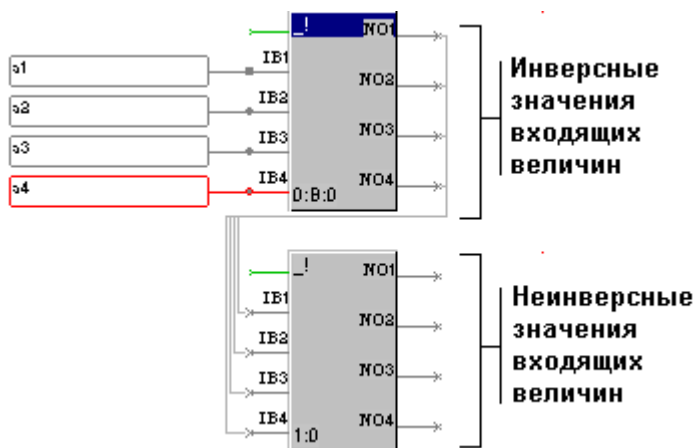 _! NO1
IB1
a1
NO2
IB2
a2
IB3 NO3
a3
IB4 NO4
a4
0:B:0
Инверсные
значения
входящих
величин
_! NO1
IB1
NO2
IB2
IB3 NO3
IB4 NO4
1:0
Неинверсные
значения
входящих
величин